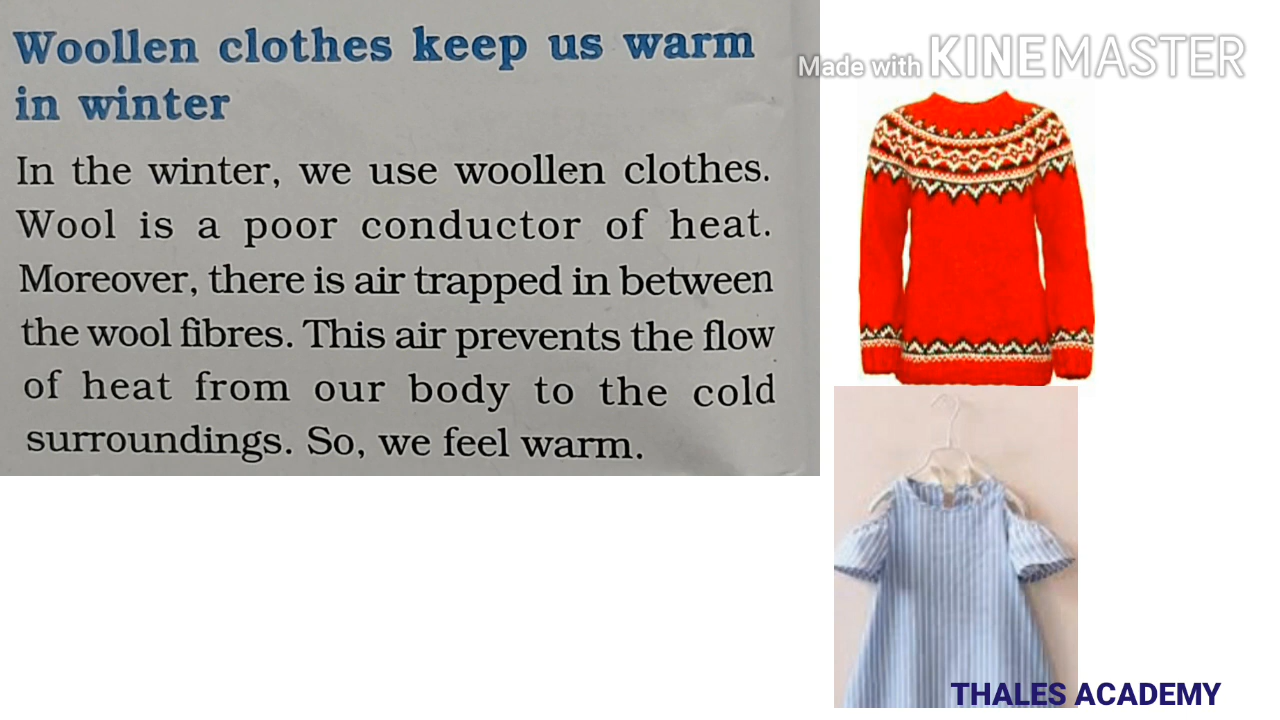 Woollen clothes keep us warm
in winter
In the winter, we use woollen clothes.
Wool is a poor conductor of heat.
Moreover, there is air trapped in between
the wool fibres. This air prevents the flow
of heat from our body to the cold
surroundings. So, we feel warm.
Made with KINEMASTER
THALES ACADEMY